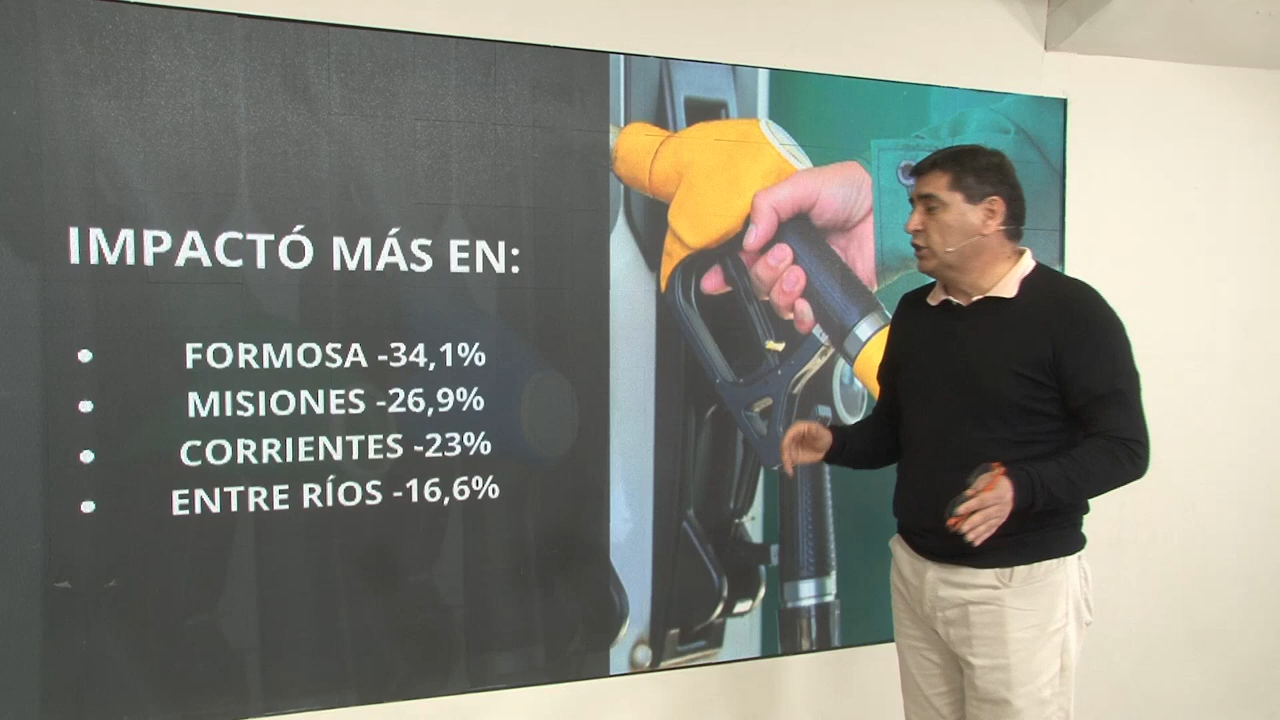 IMPACTÓ MÁS EN:
• FORMOSA -34,1%
• MISIONES -26,9%
• CORRIENTES -23%
• ENTRE RÍOS -16,6%